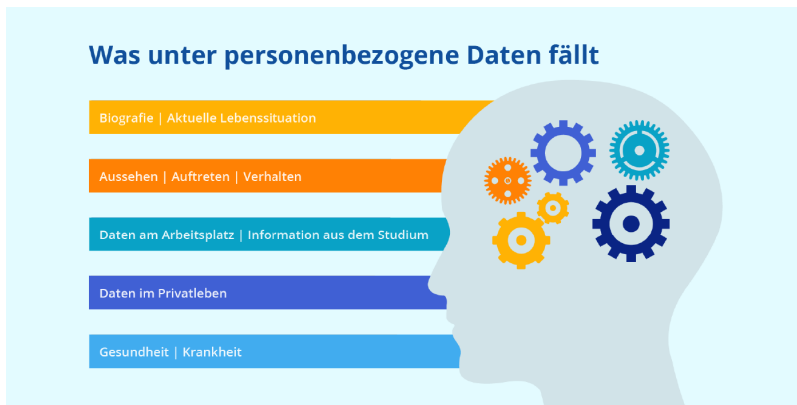 Was unter personenbezogene Daten fällt
Biografie | Aktuelle Lebenssituation
Aussehen | Auftreten | Verhalten
Daten am Arbeitsplatz | Information aus dem Studium
Daten im Privatleben
Gesundheit | Krankheit